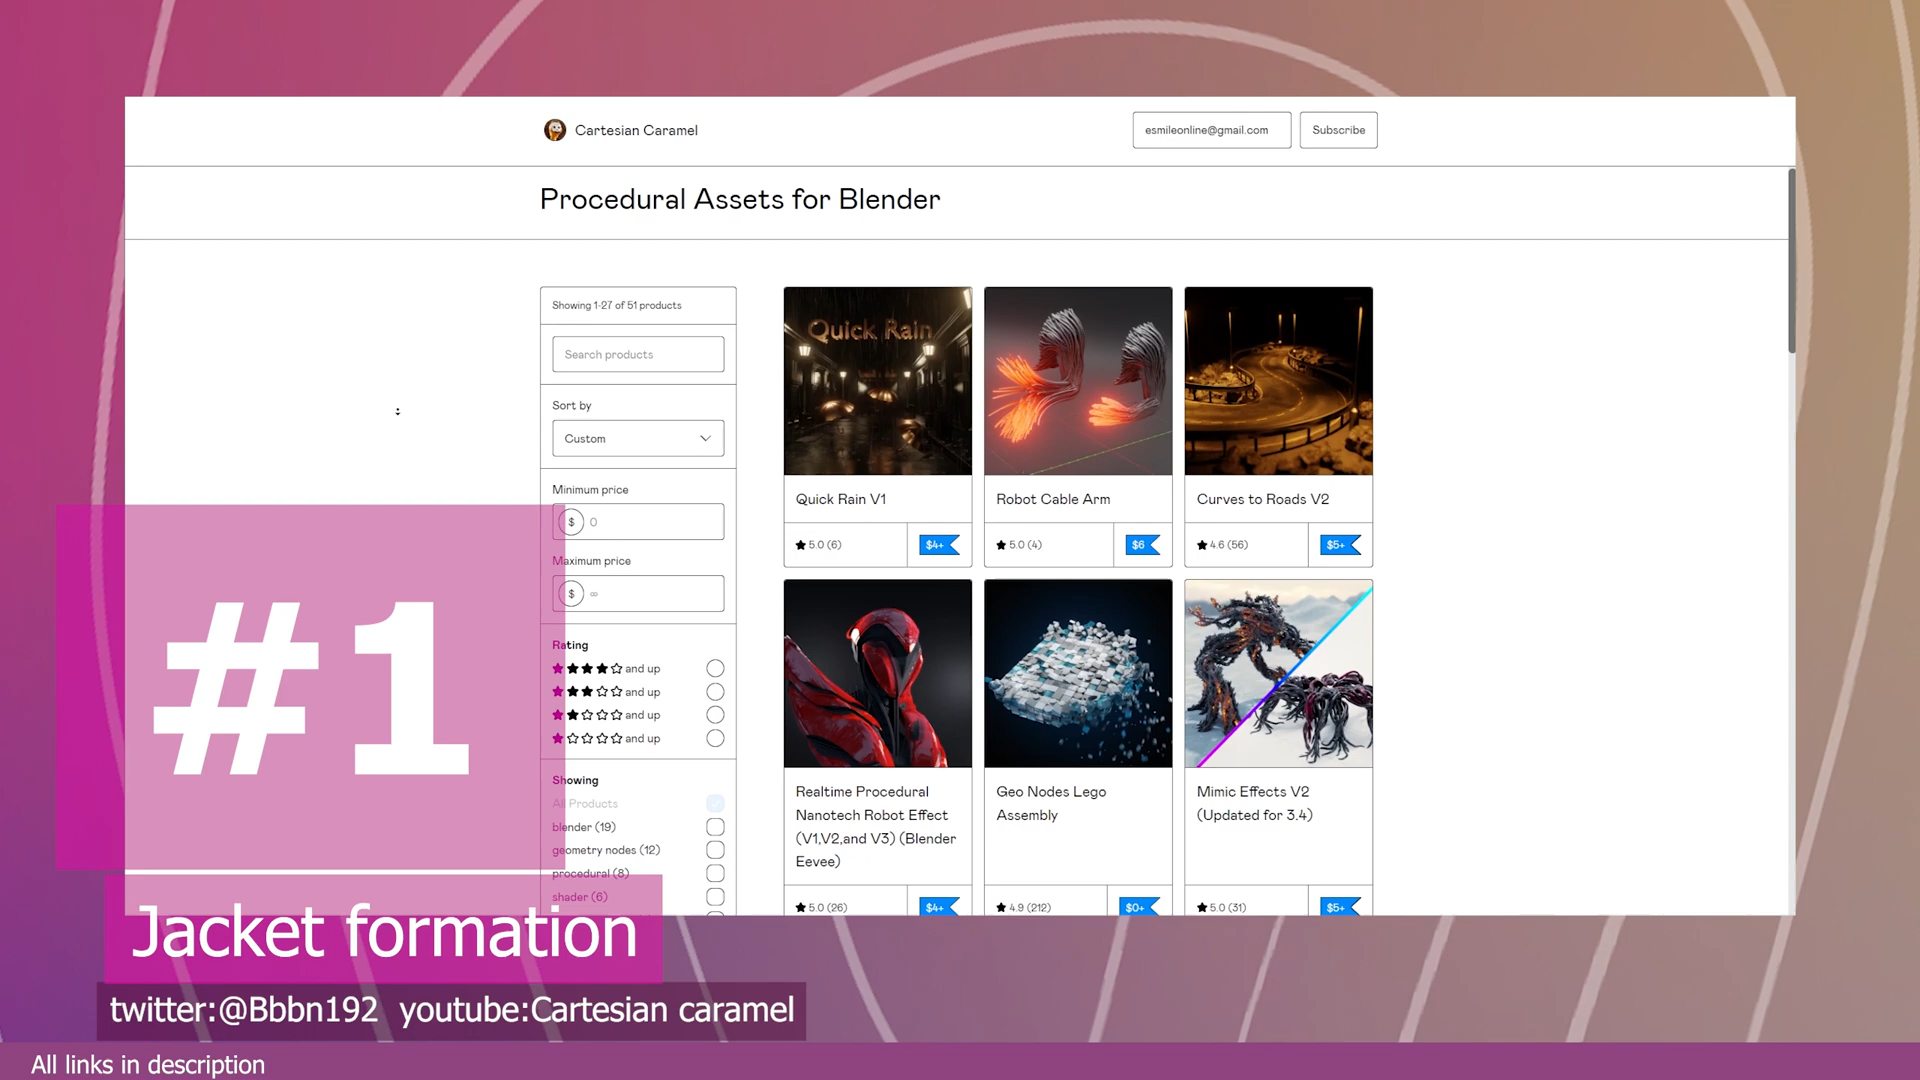 Cartesian Caramel
esmileonline@gmail.com
Subscribe
Procedural Assets for Blender
Showing 1-27 of 51 products
Search products
Sort by
Custom
Minimum price
$ 0
Maximum price
$ ∞
Rating
and up
and up
and up
and up
Showing
All Products
blender (19)
geometry nodes (12)
procedural (8)
shader (6)
Quick Rain
Quick Rain V1
5.0 (6)
$4+
Robot Cable Arm
5.0 (4)
$6
Curves to Roads V2
4.6 (56)
$5+
Realtime Procedural
Nanotech Robot Effect
(V1,V2,and V3) (Blender
Eevee)
5.0 (26)
$4+
Geo Nodes Lego
Assembly
4.9 (212)
$0+
Mimic Effects V2
(Updated for 3.4)
5.0 (31)
$5+
#1
Jacket formation
twitter:@Bbbn192 youtube:Cartesian caramel
All links in description